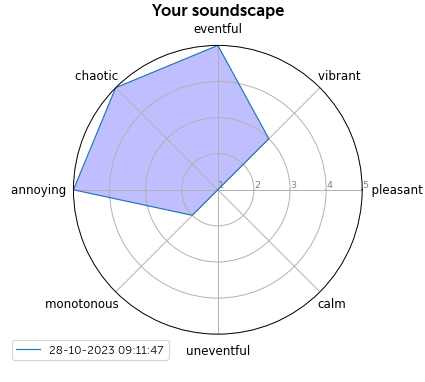 Your soundscape
eventful
chaotic
vibrant
annoying
1
2
3
4
5
pleasant
monotonous
calm
uneventful
28-10-2023 09:11:47